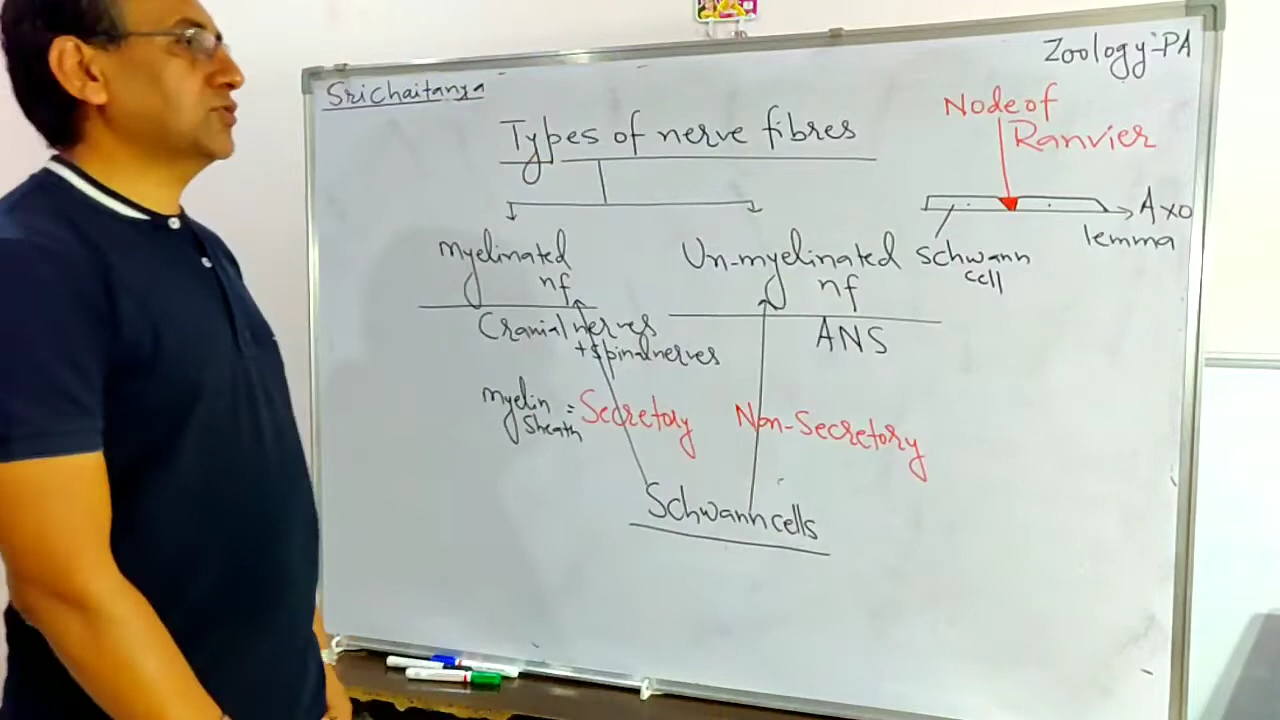 Srichaitanya
Zoology-PA
Types of nerve fibres
Node of
Ranvier
Axo
lemma
Schwann
cell
Myelinated
nf
Un-myelinated
nf
Cranial nerves
+ Spinal nerves
ANS
Myelin
Sheath = Secretory
Non-Secretory
Schwann cells